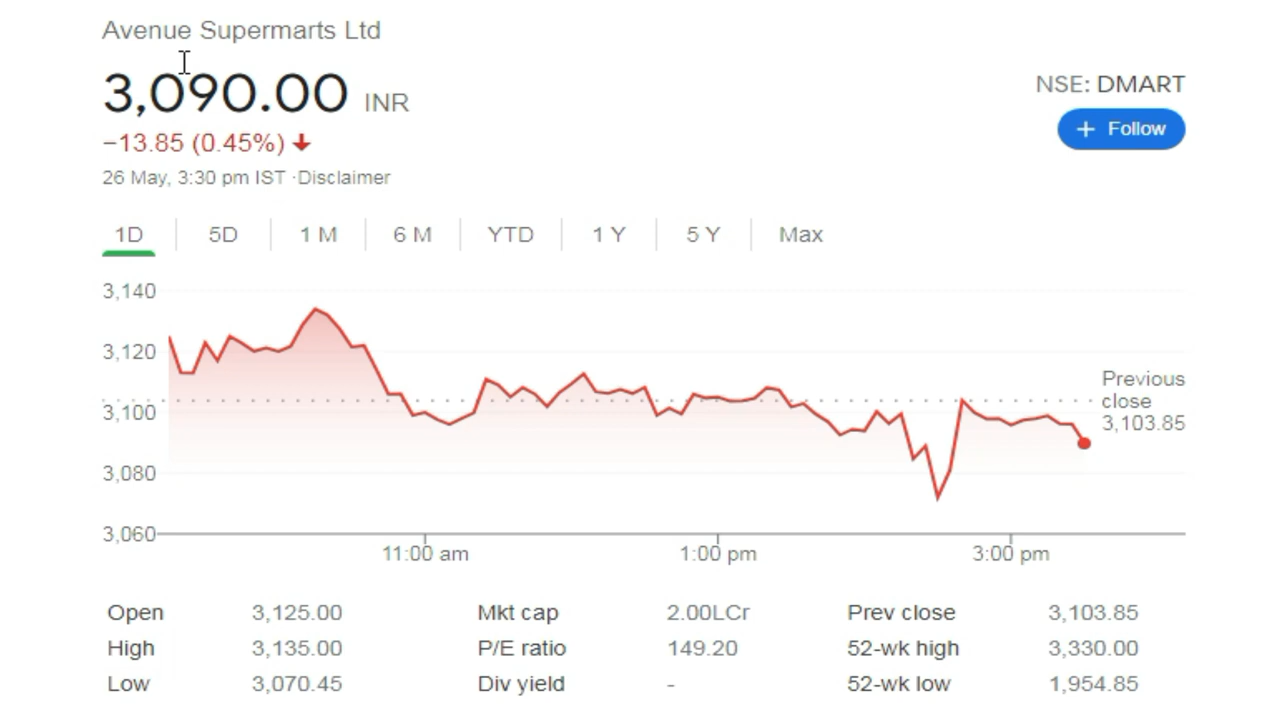 Avenue Supermarts Ltd
3,090.00 INR
NSE: DMART
−13.85 (0.45%)
+ Follow
26 May, 3:30 pm IST ·Disclaimer
1D 5D 1 M 6 M YTD 1 Y 5 Y Max
3,140
3,120
Previous
close
3,103.85
3,100
3,080
3,060
11:00 am 1:00 pm 3:00 pm
Open 3,125.00 Mkt cap 2.00LCr Prev close 3,103.85
High 3,135.00 P/E ratio 149.20 52-wk high 3,330.00
Low 3,070.45 Div yield - 52-wk low 1,954.85